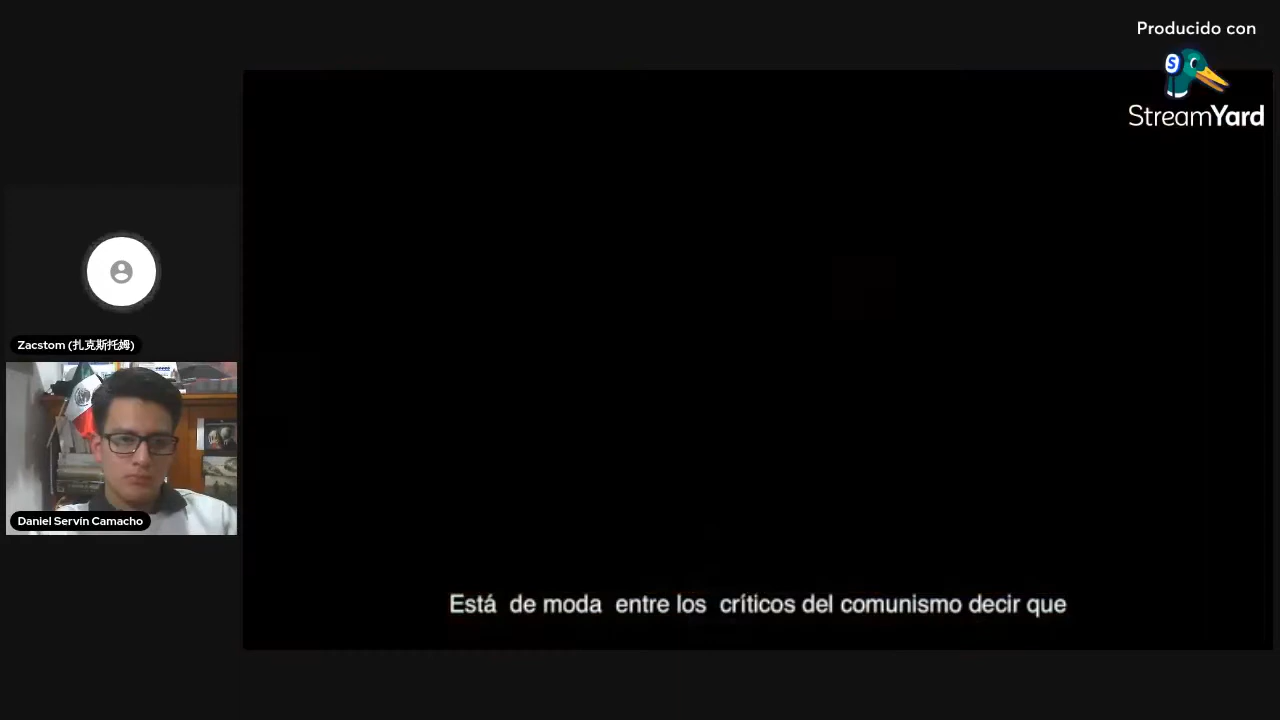 Producido con
StreamYard
Zacstom (扎克斯托姆)
Daniel Servín Camacho
Está de moda entre los críticos del comunismo decir que